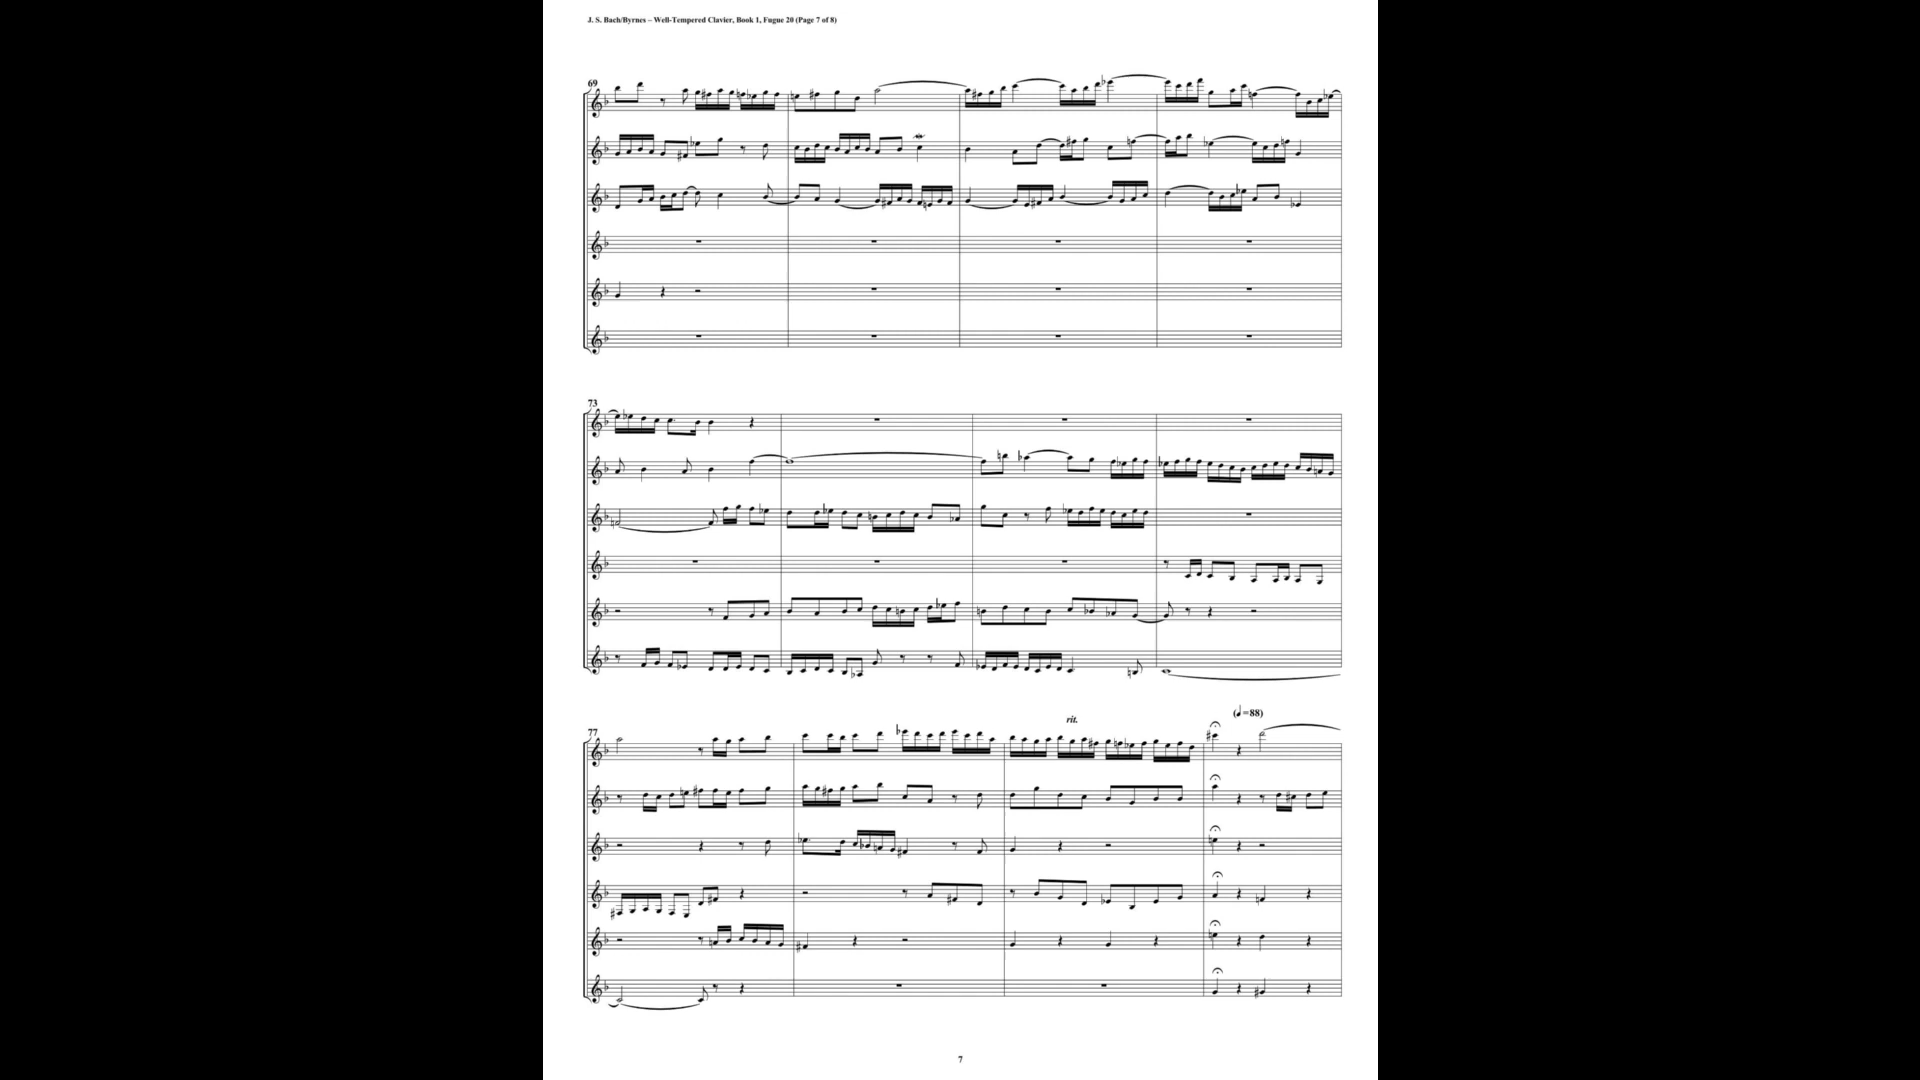 J. S. Bach/Byrnes – Well-Tempered Clavier, Book 1, Fugue 20 (Page 7 of 8)
69
73
77
rit.
(♩=88)
7